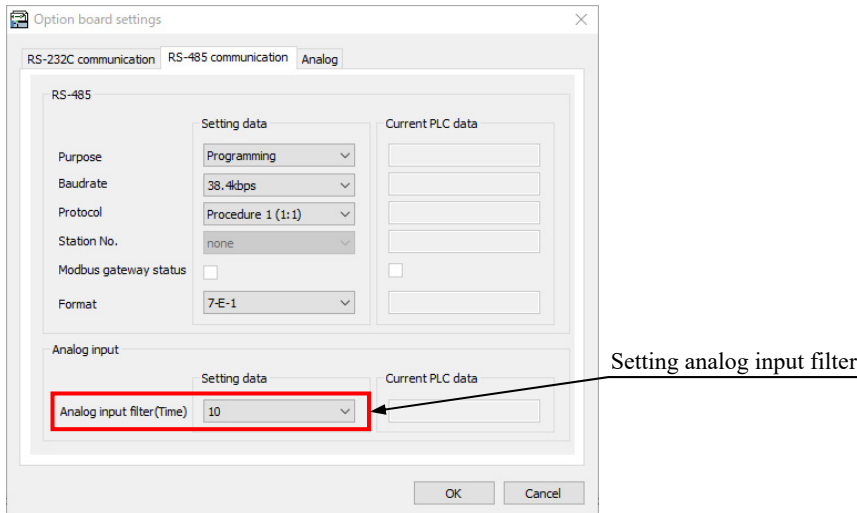 Option board settings
RS-232C communication RS-485 communication Analog
RS-485
Setting data Current PLC data
Purpose Programming
Baudrate 38.4kbps
Protocol Procedure 1 (1:1)
Station No. none
Modbus gateway status
Format 7-E-1
Analog input
Setting analog input filter
Setting data Current PLC data
Analog input filter(Time) 10
OK Cancel